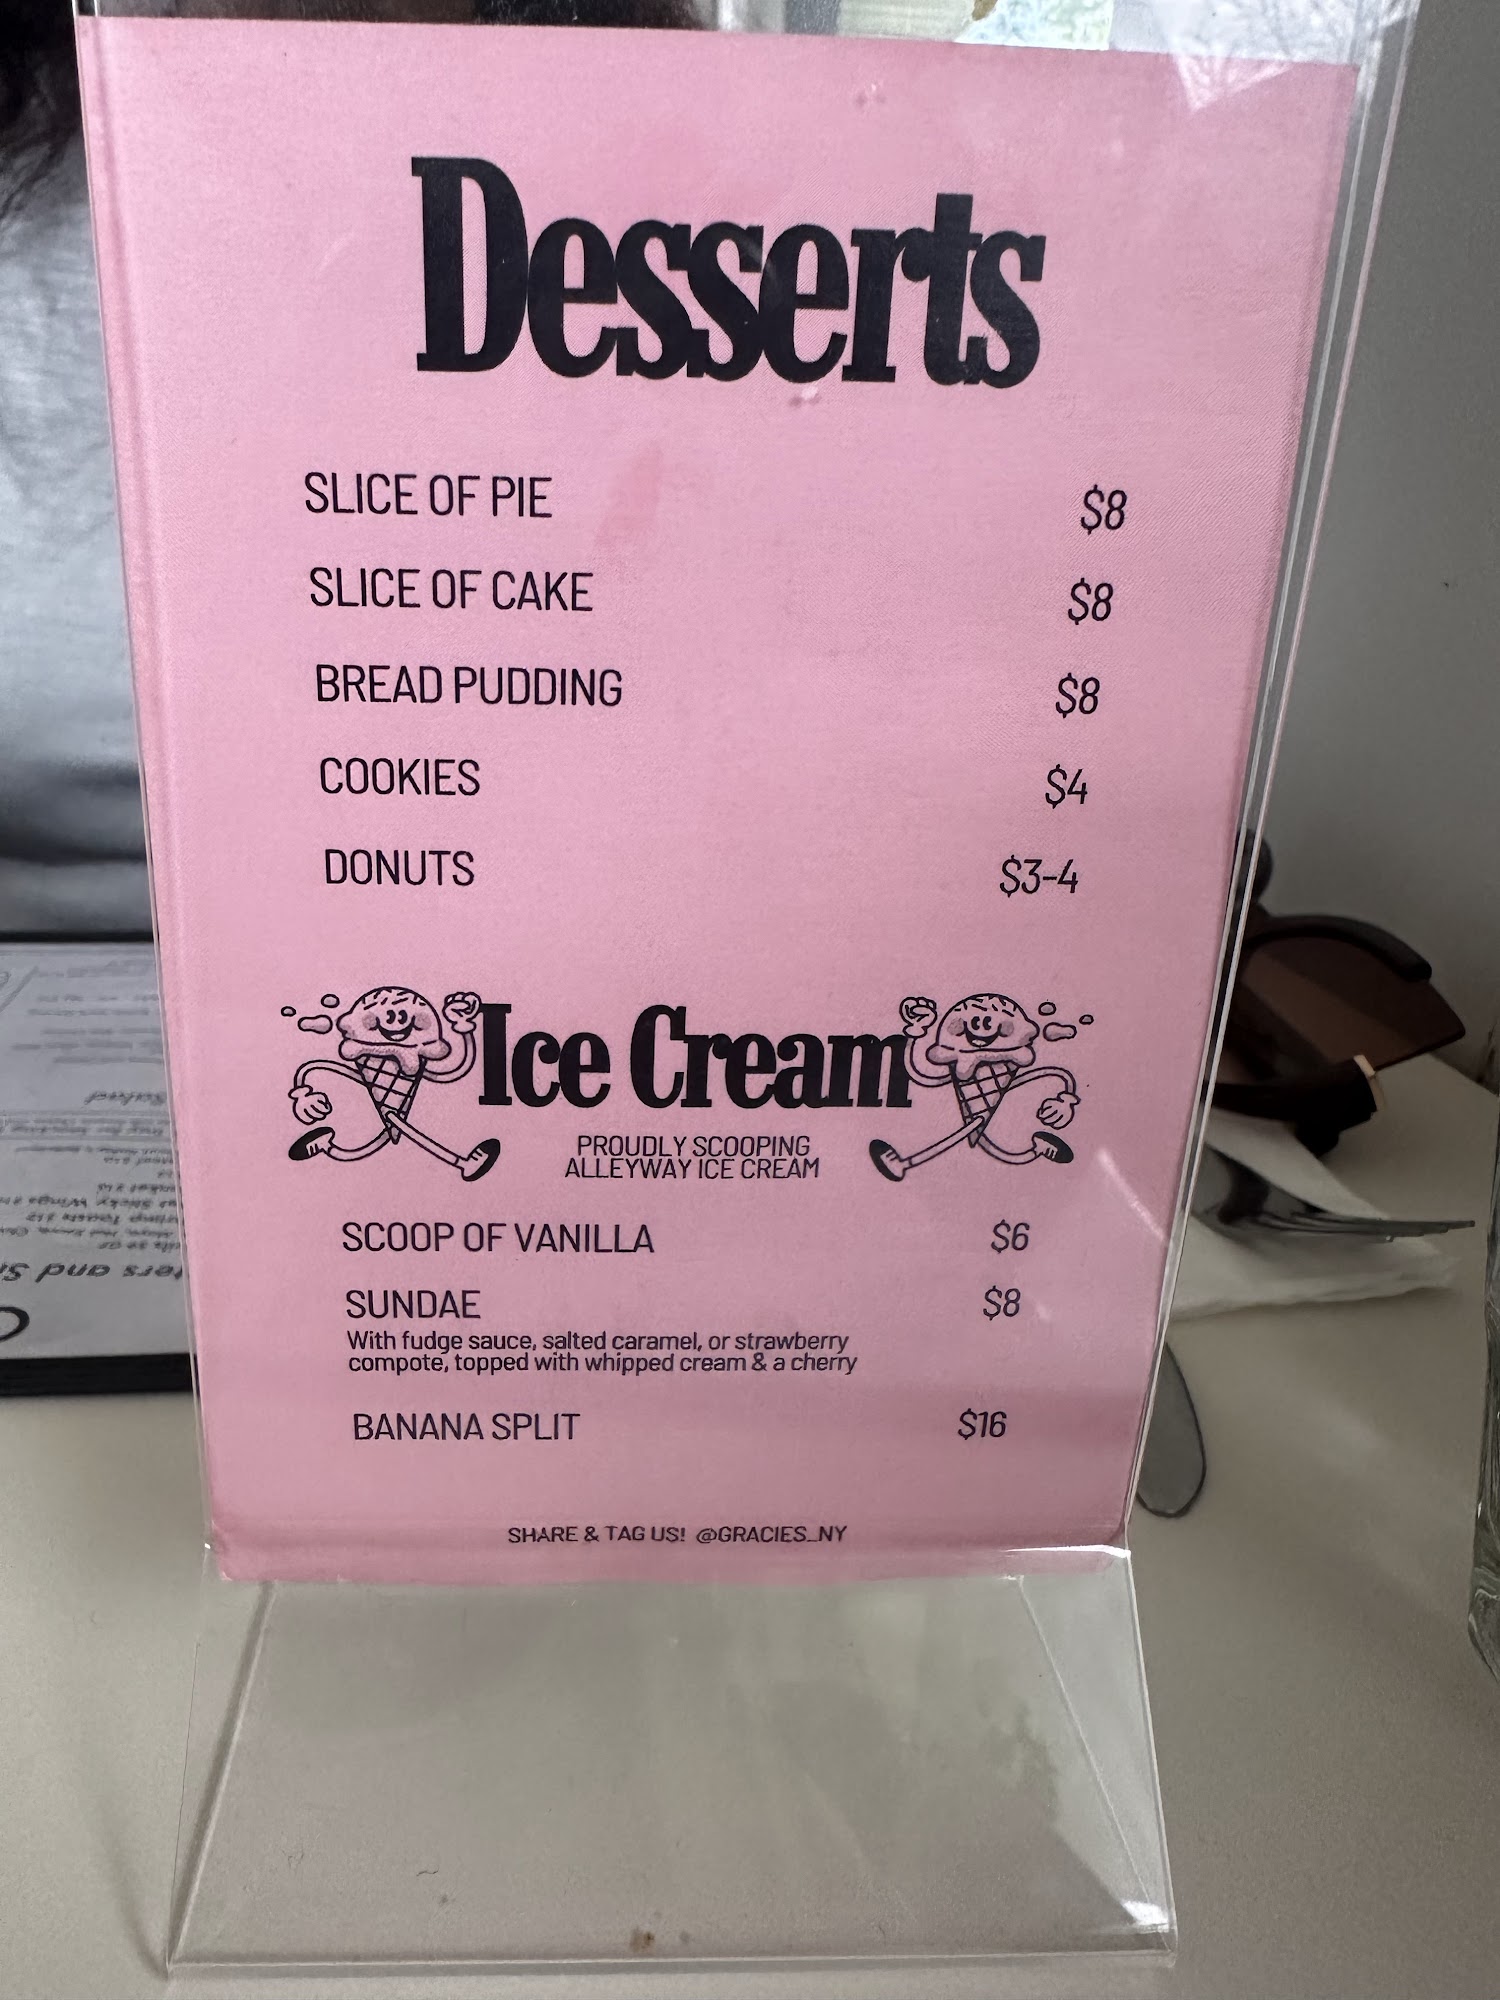 Desserts
SLICE OF PIE $8
SLICE OF CAKE $8
BREAD PUDDING $8
COOKIES $4
DONUTS $3-4
Ice Cream
PROUDLY SCOOPING
ALLEYWAY ICE CREAM
SCOOP OF VANILLA $6
SUNDAE $8
With fudge sauce, salted caramel, or strawberry
compote, topped with whipped cream & a cherry
BANANA SPLIT $16
SHARE & TAG US! @GRACIES_NY